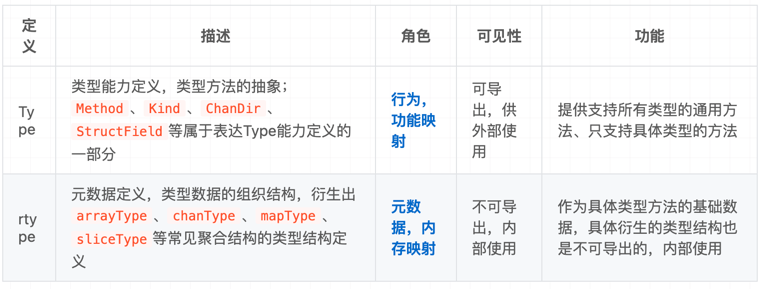 定义 描述 角色 可见性 功能
Type
类型能力定义，类型方法的抽象；
Method 、 Kind 、 ChanDir 、
StructField 等属于表达Type能力定义的
一部分
行为，
功能映
射
可导
出，供
外部使
用
提供支持所有类型的通用方
法、只支持具体类型的方法
rtype
元数据定义，类型数据的组织结构，衍生出
arrayType 、 chanType 、 mapType 、
sliceType 等常见聚合结构的类型结构定
义
元数
据，内
存映射
不可导
出，内
部使用
作为具体类型方法的基础数
据，具体衍生的类型结构也
是不可导出的，内部使用